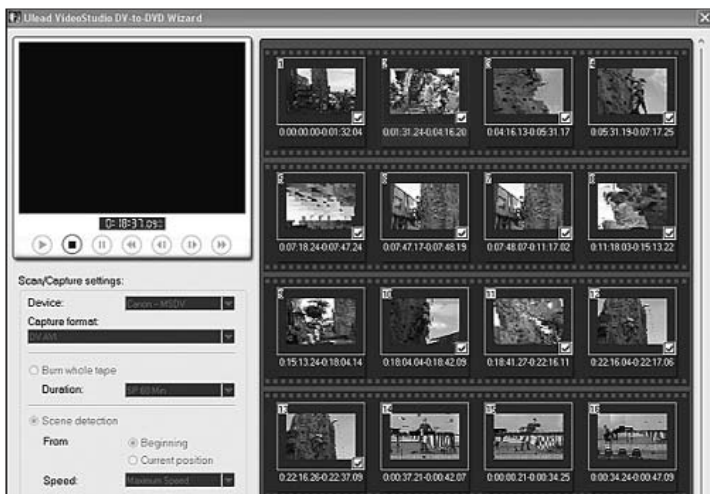 Ulead VideoStudio DV-to-DVD Wizard
0:18:37.09
Scan/Capture settings:
Device: Canon - MSDV
Capture format:
DV AVI
Burn whole tape
Duration: SP 60 Min
Scene detection
From Beginning
Current position
Speed: Maximum Speed
1 2 3 4
0:00:00.00-0:01:32.04 0:01:31.24-0:04:16.20 0:04:16.13-0:05:31.17 0:05:31.19-0:07:17.25
5 6 7 8
0:07:18.24-0:07:47.24 0:07:47.17-0:07:48.19 0:07:48.07-0:11:17.02 0:11:18.03-0:15:13.22
9 10 11 12
0:15:13.24-0:18:04.14 0:18:04.04-0:18:42.09 0:18:41.27-0:22:16.11 0:22:16.04-0:22:17.06
13 14 15 16
0:22:16.26-0:22:37.09 0:00:37.21-0:00:42.07 0:00:00.21-0:00:34.25 0:00:34.24-0:00:47.09